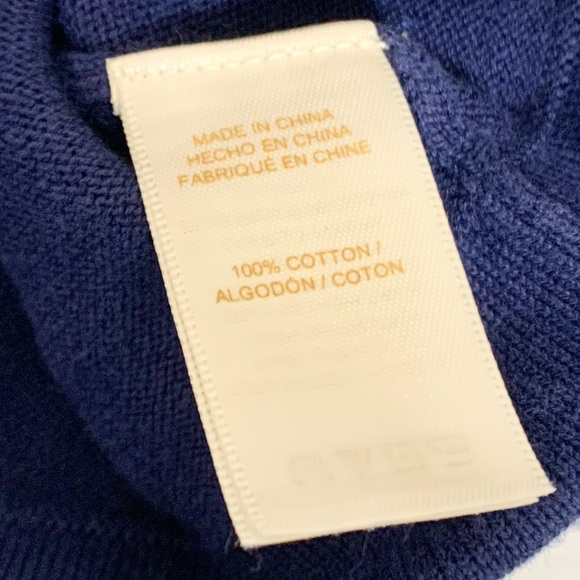 MADE IN CHINA
HECHO EN CHINA
FABRIQUÉ EN CHINE
100% COTTON /
ALGODÓN / COTON